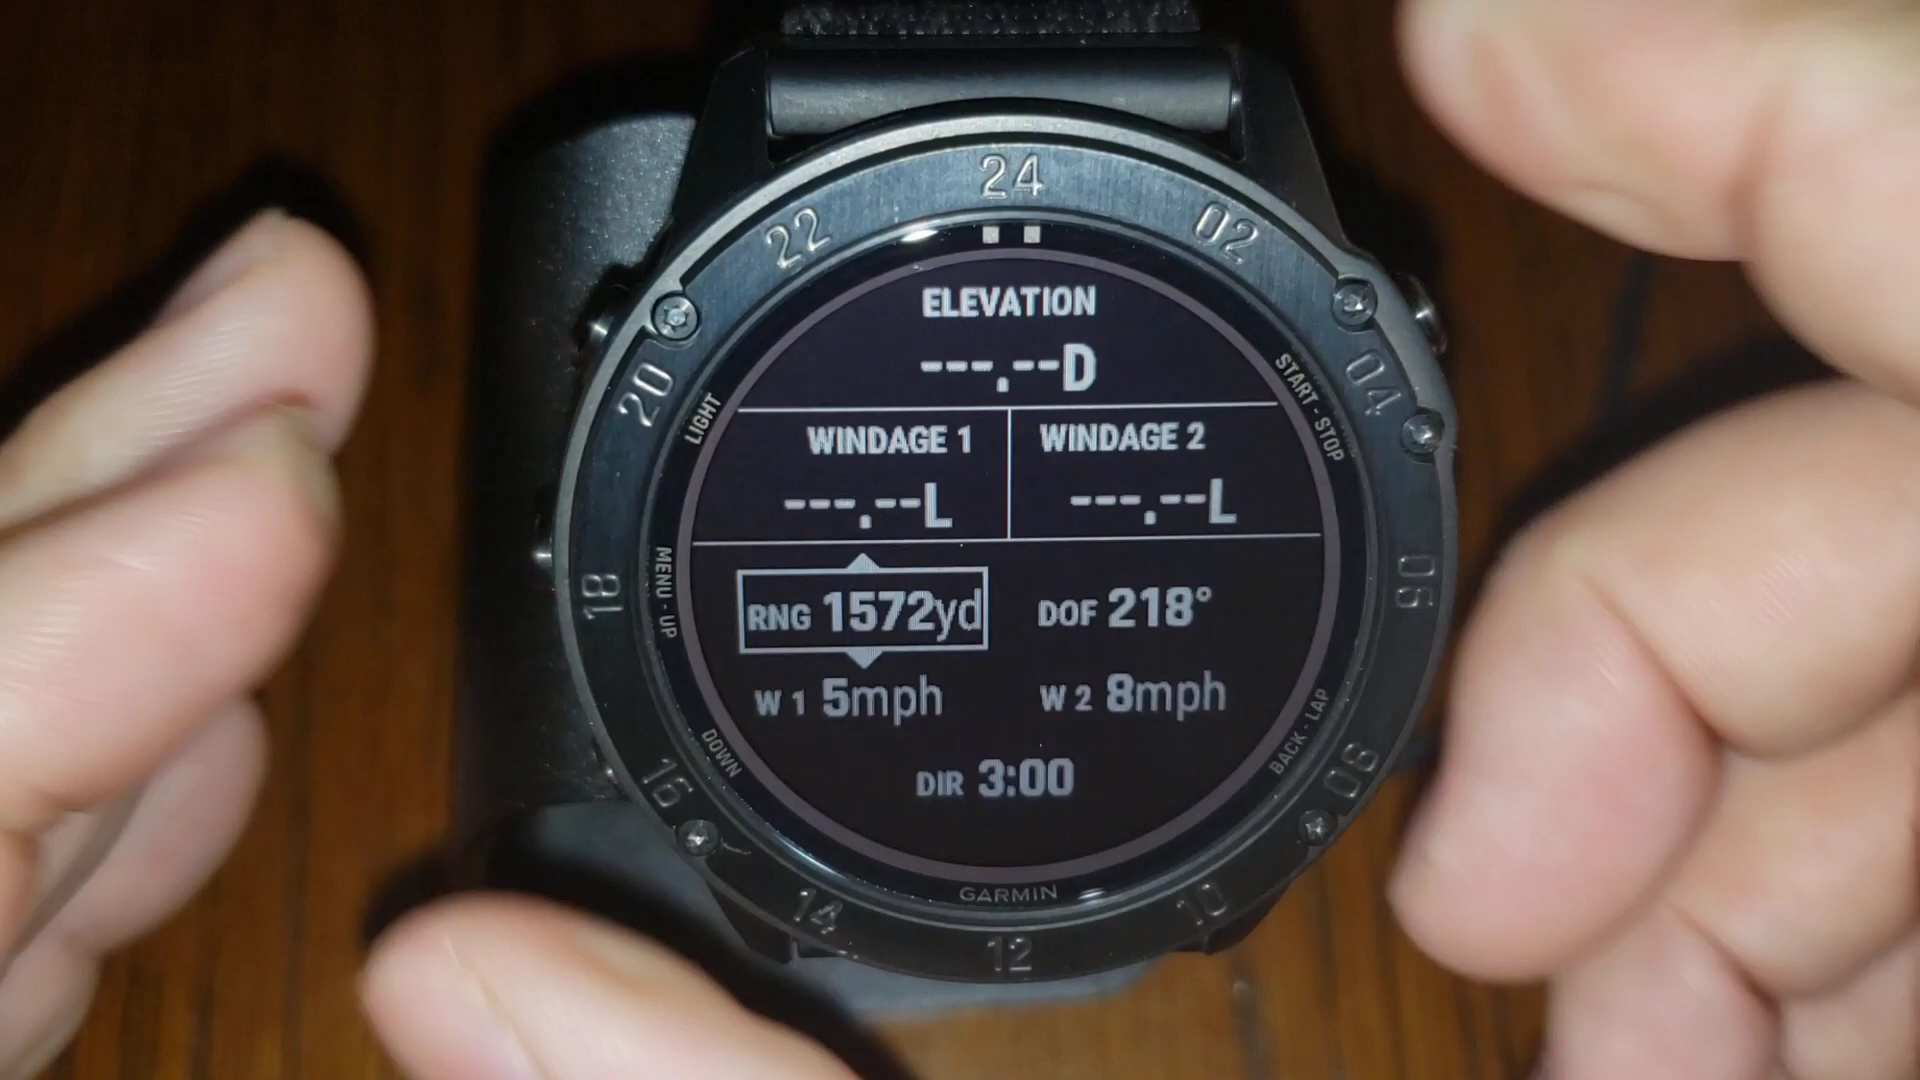 24
22
02
20
04
18
06
16
08
14
10
12
LIGHT
START-STOP
MENU-UP
DOWN
BACK-LAP
ELEVATION
---.--D
WINDAGE 1 WINDAGE 2
---.--L ---.--L
RNG 1572yd DOF 218°
W 1 5mph W 2 8mph
DIR 3:00
GARMIN